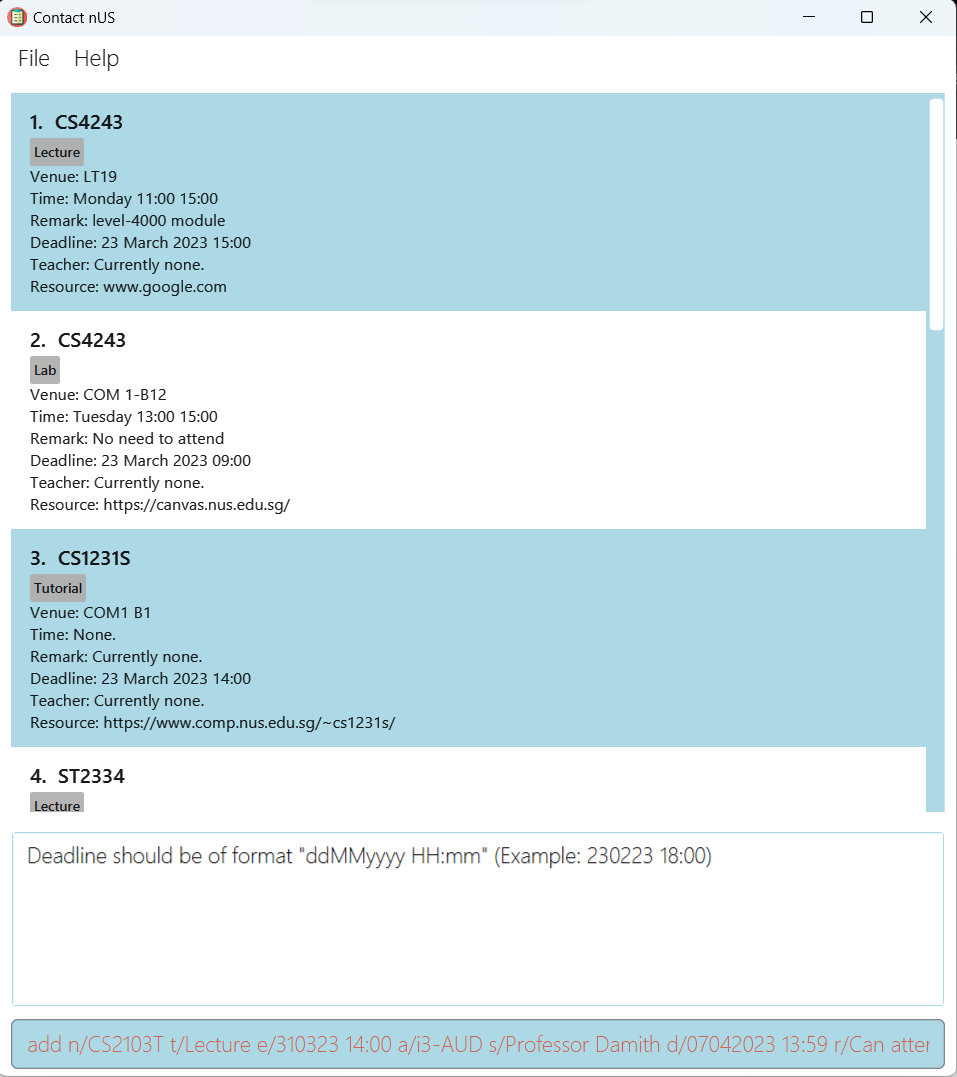 Contact nUS
File Help
1. CS4243
Lecture
Venue: LT19
Time: Monday 11:00 15:00
Remark: level-4000 module
Deadline: 23 March 2023 15:00
Teacher: Currently none.
Resource: www.google.com
2. CS4243
Lab
Venue: COM 1-B12
Time: Tuesday 13:00 15:00
Remark: No need to attend
Deadline: 23 March 2023 09:00
Teacher: Currently none.
Resource: https://canvas.nus.edu.sg/
3. CS1231S
Tutorial
Venue: COM1 B1
Time: None.
Remark: Currently none.
Deadline: 23 March 2023 14:00
Teacher: Currently none.
Resource: https://www.comp.nus.edu.sg/~cs1231s/
4. ST2334
Lecture
Deadline should be of format "ddMMyyyy HH:mm" (Example: 230223 18:00)
add n/CS2103T t/Lecture e/310323 14:00 a/i3-AUD s/Professor Damith d/07042023 13:59 r/Can atter